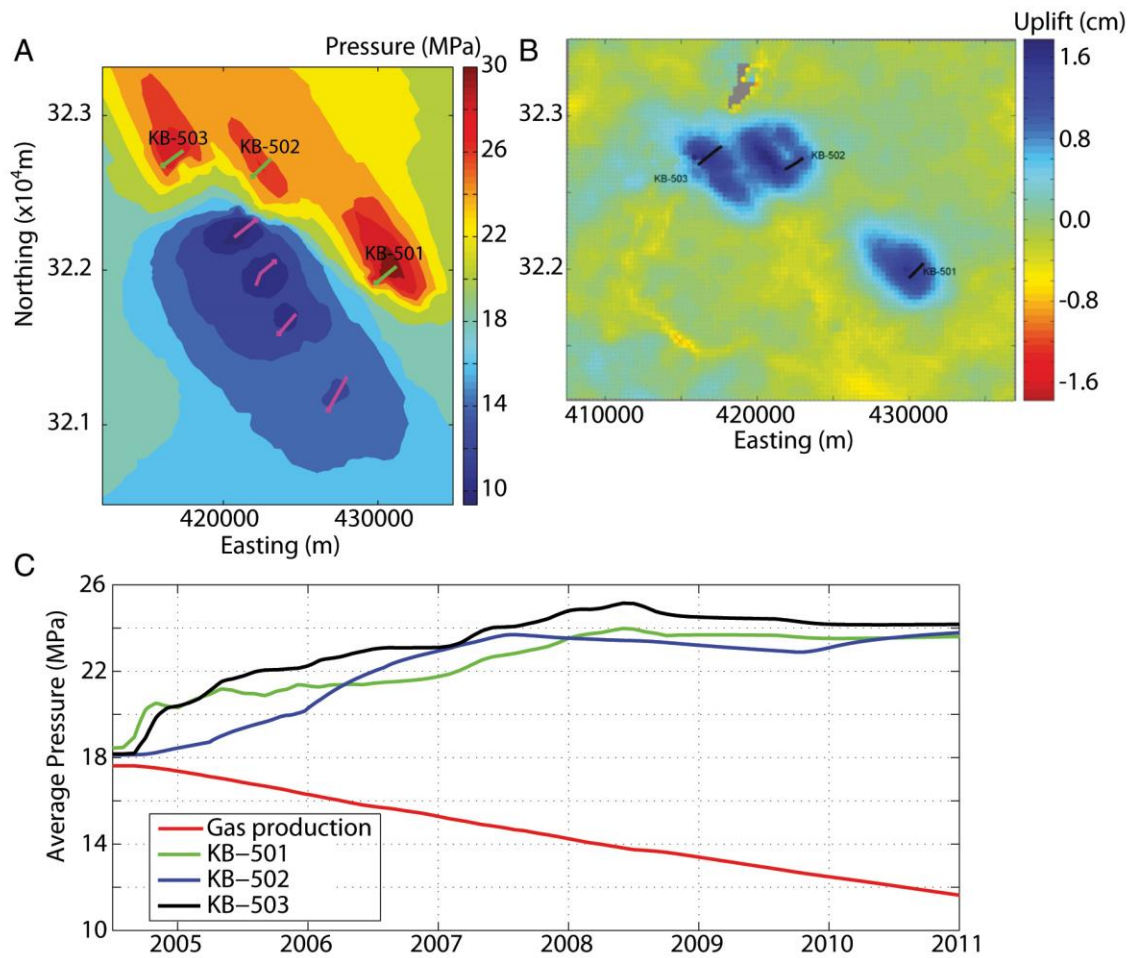 A
Pressure (MPa)
30
26
22
18
14
10
Northing (x10⁴m)
32.3
32.2
32.1
KB-503
KB-502
KB-501
420000
430000
Easting (m)
B
Uplift (cm)
1.6
0.8
0.0
-0.8
-1.6
32.3
32.2
KB-503
KB-502
KB-501
410000
420000
430000
Easting (m)
C
Average Pressure (MPa)
26
22
18
14
10
Gas production
KB−501
KB−502
KB−503
2005
2006
2007
2008
2009
2010
2011